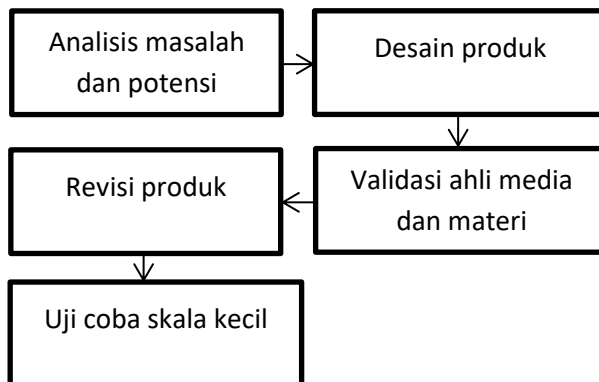 Analisis masalah
dan potensi
Desain produk
Validasi ahli media
dan materi
Revisi produk
Uji coba skala kecil